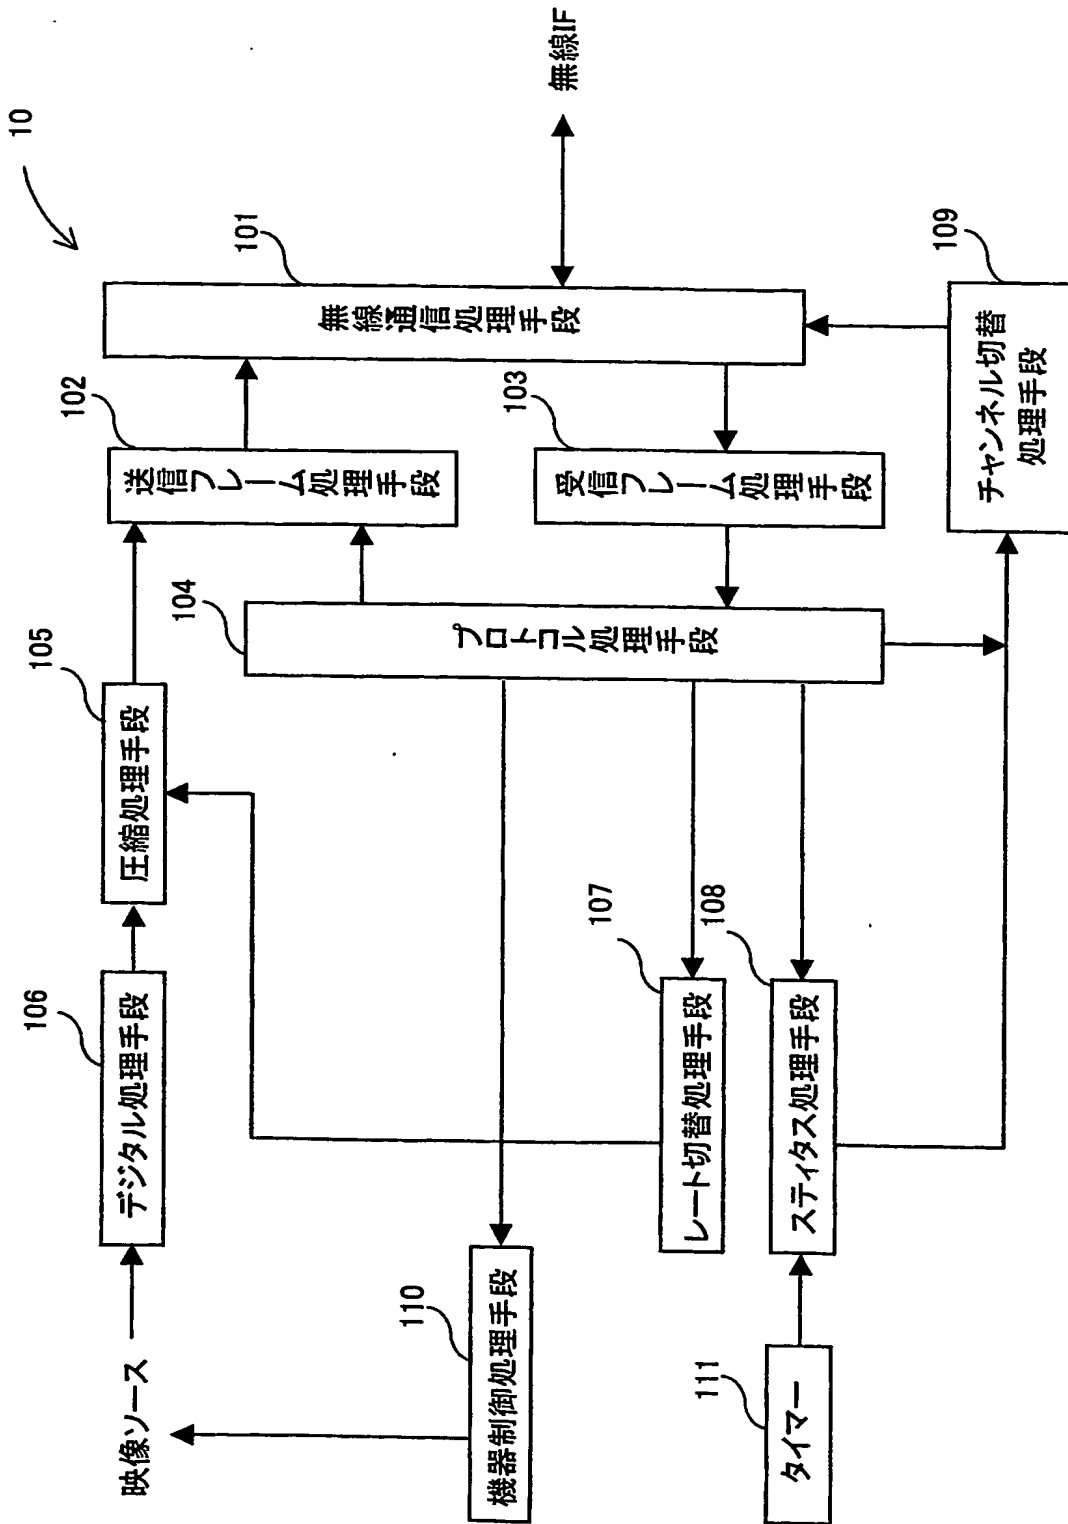 10
映像ソース
106
デジタル処理手段
105
圧縮処理手段
102
送信フレーム処理手段
101
無線通信処理手段
無線IF
104
プロトコル処理手段
103
受信フレーム処理手段
110
機器制御処理手段
107
レート切替処理手段
108
スティタス処理手段
111
タイマー
109
チャンネル切替
処理手段